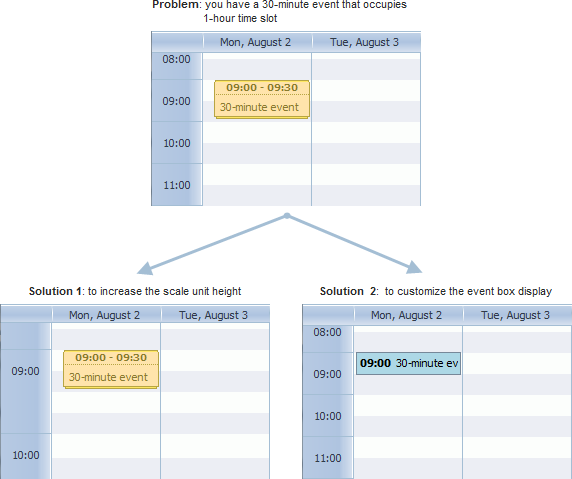 Problem: you have a 30-minute event that occupies
1-hour time slot
Mon, August 2 Tue, August 3
08:00
09:00 - 09:30
09:00
30-minute event
10:00
11:00
Solution 1: to increase the scale unit height
Mon, August 2 Tue, August 3
09:00 - 09:30
09:00
30-minute event
10:00
Solution 2: to customize the event box display
Mon, August 2 Tue, August 3
08:00
09:00 30-minute ev
09:00
10:00
11:00